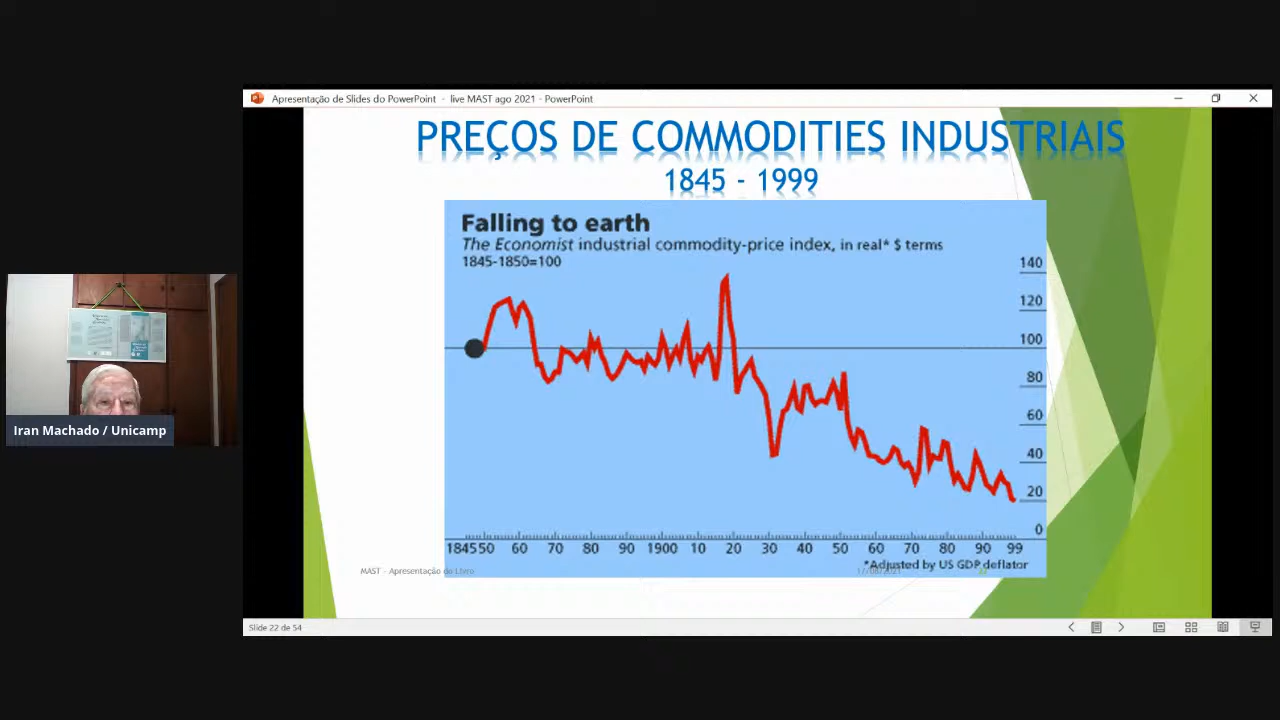 Apresentação de Slides do PowerPoint - live MAST ago 2021 - PowerPoint
PREÇOS DE COMMODITIES INDUSTRIAIS
1845 - 1999
Falling to earth
The Economist industrial commodity-price index, in real* $ terms
1845-1850=100
140
120
100
80
60
40
20
0
1845 50 60 70 80 90 1900 10 20 30 40 50 60 70 80 90 99
*Adjusted by US GDP deflator
MAST - Apresentação do Livro
Slide 22 de 54
Iran Machado / Unicamp